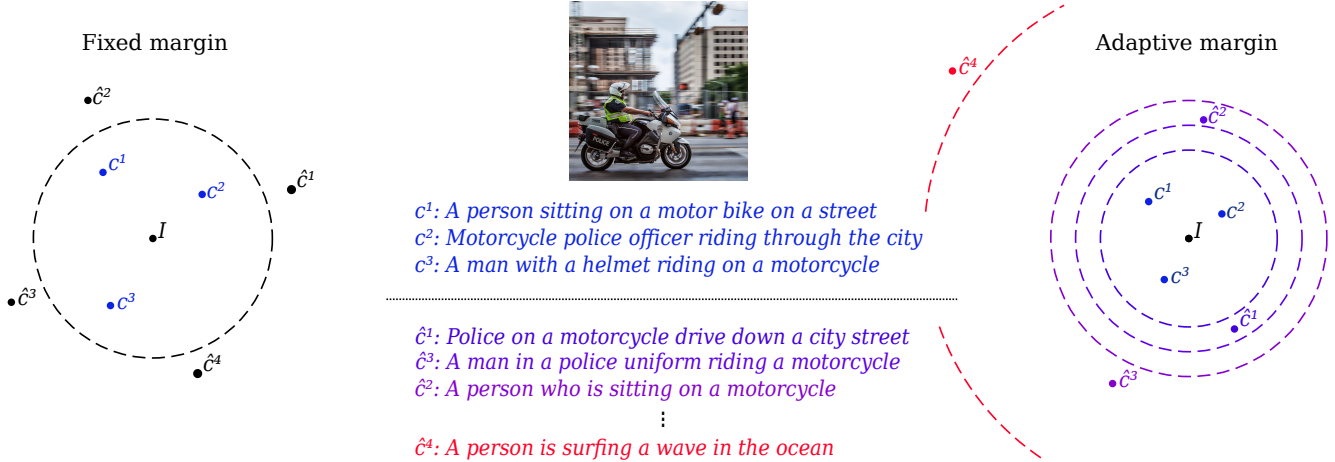 Fixed margin
Adaptive margin
ĉ²
c¹
c²
ĉ¹
I
ĉ³
c³
ĉ⁴
POLICE
c¹: A person sitting on a motor bike on a street
c²: Motorcycle police officer riding through the city
c³: A man with a helmet riding on a motorcycle
ĉ¹: Police on a motorcycle drive down a city street
ĉ³: A man in a police uniform riding a motorcycle
ĉ²: A person who is sitting on a motorcycle
⋮
ĉ⁴: A person is surfing a wave in the ocean
ĉ⁴
ĉ²
c¹
c²
I
c³
ĉ¹
ĉ³